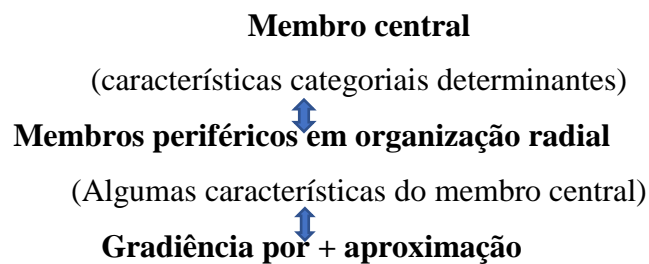 Membro central
(características categoriais determinantes)
Membros periféricos em organização radial
(Algumas características do membro central)
Gradiência por + aproximação